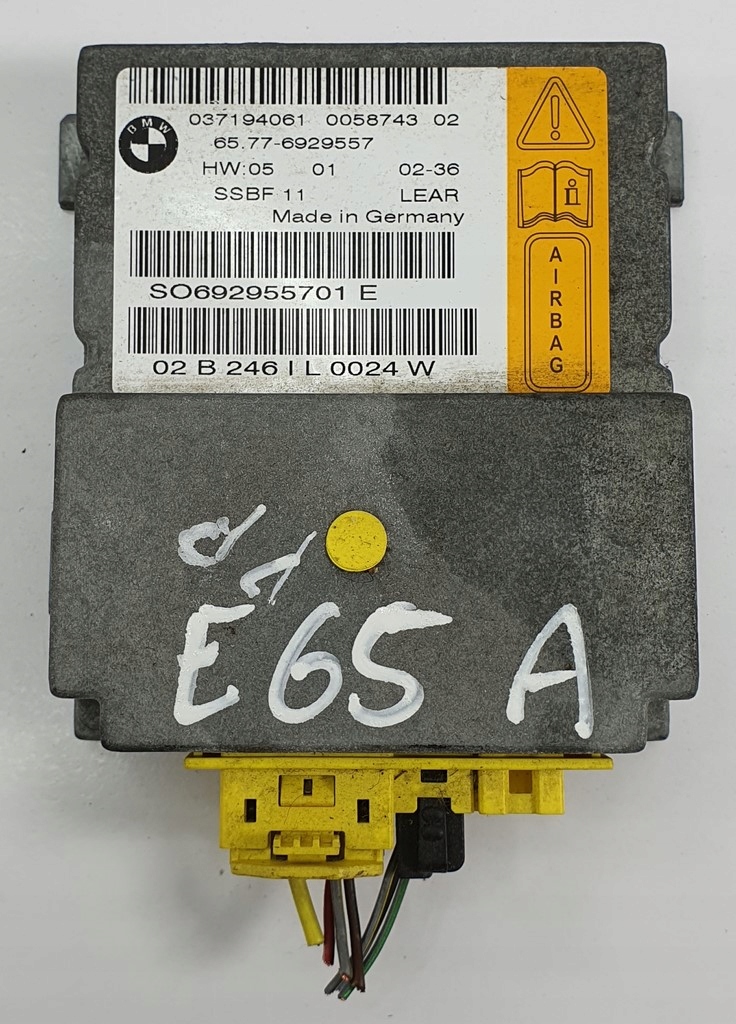 037194061 0058743 02
BMW
65.77-6929557
HW:05 01 02-36
SSBF 11 LEAR
Made in Germany
SO692955701 E
02 B 246 I L 0024 W
AIRBAG
E65 A